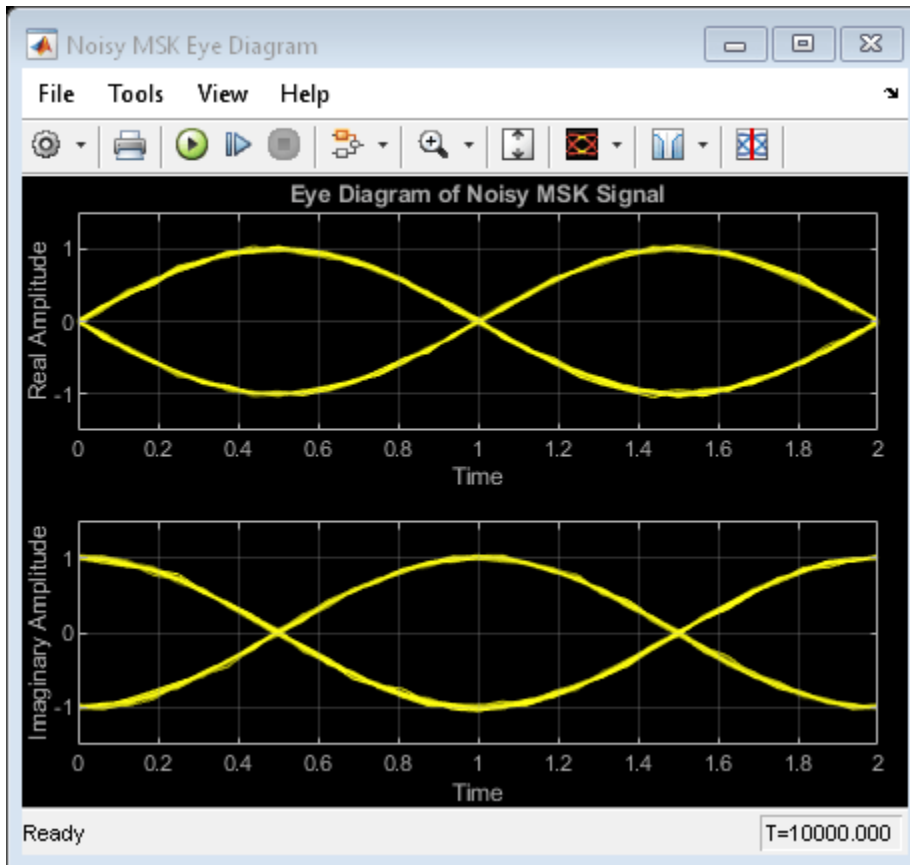 Noisy MSK Eye Diagram
File Tools View Help
Eye Diagram of Noisy MSK Signal
Real Amplitude
1
0
-1
0 0.2 0.4 0.6 0.8 1 1.2 1.4 1.6 1.8 2
Time
Imaginary Amplitude
1
0
-1
0 0.2 0.4 0.6 0.8 1 1.2 1.4 1.6 1.8 2
Time
Ready T=10000.000